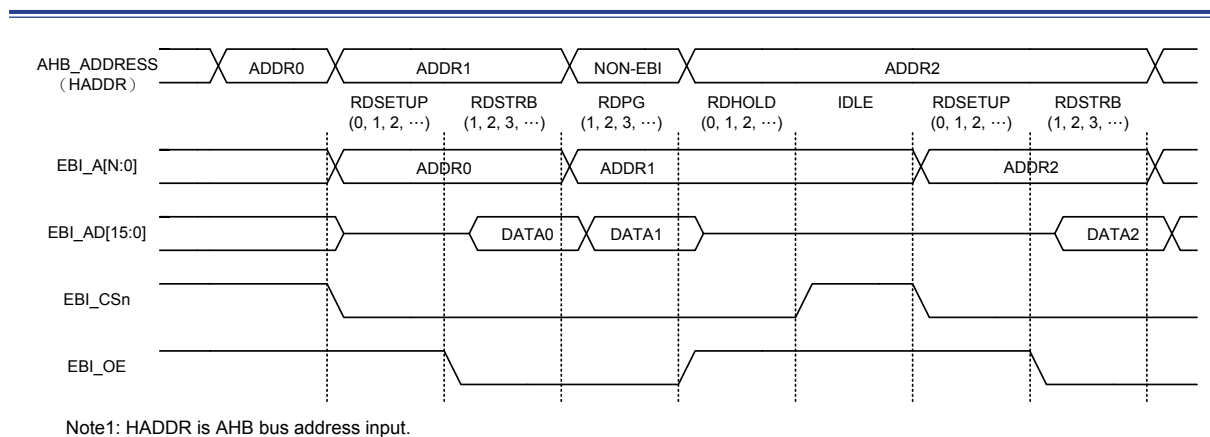 AHB_ADDRESS
（HADDR）
ADDR0 ADDR1 NON-EBI ADDR2
RDSETUP RDSTRB RDPG RDHOLD IDLE RDSETUP RDSTRB
(0, 1, 2, ⋯) (1, 2, 3, ⋯) (1, 2, 3, ⋯) (0, 1, 2, ⋯) (0, 1, 2, ⋯) (1, 2, 3, ⋯)
EBI_A[N:0] ADDR0 ADDR1 ADDR2
EBI_AD[15:0] DATA0 DATA1 DATA2
EBI_CSn
EBI_OE
Note1: HADDR is AHB bus address input.